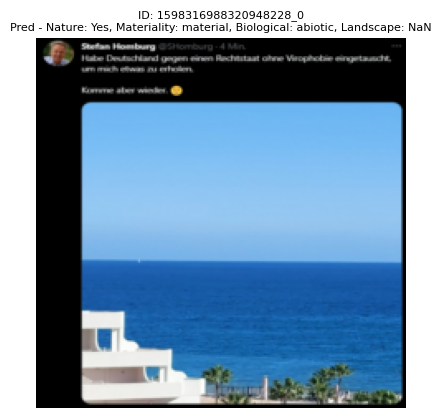 ID: 1598316988320948228_0
Pred - Nature: Yes, Materiality: material, Biological: abiotic, Landscape: NaN
Stefan Homburg @SHomburg · 4 Min.
Habe Deutschland gegen einen Rechtstaat ohne Virophobie eingetauscht,
um mich etwas zu erholen.
Komme aber wieder. 😏